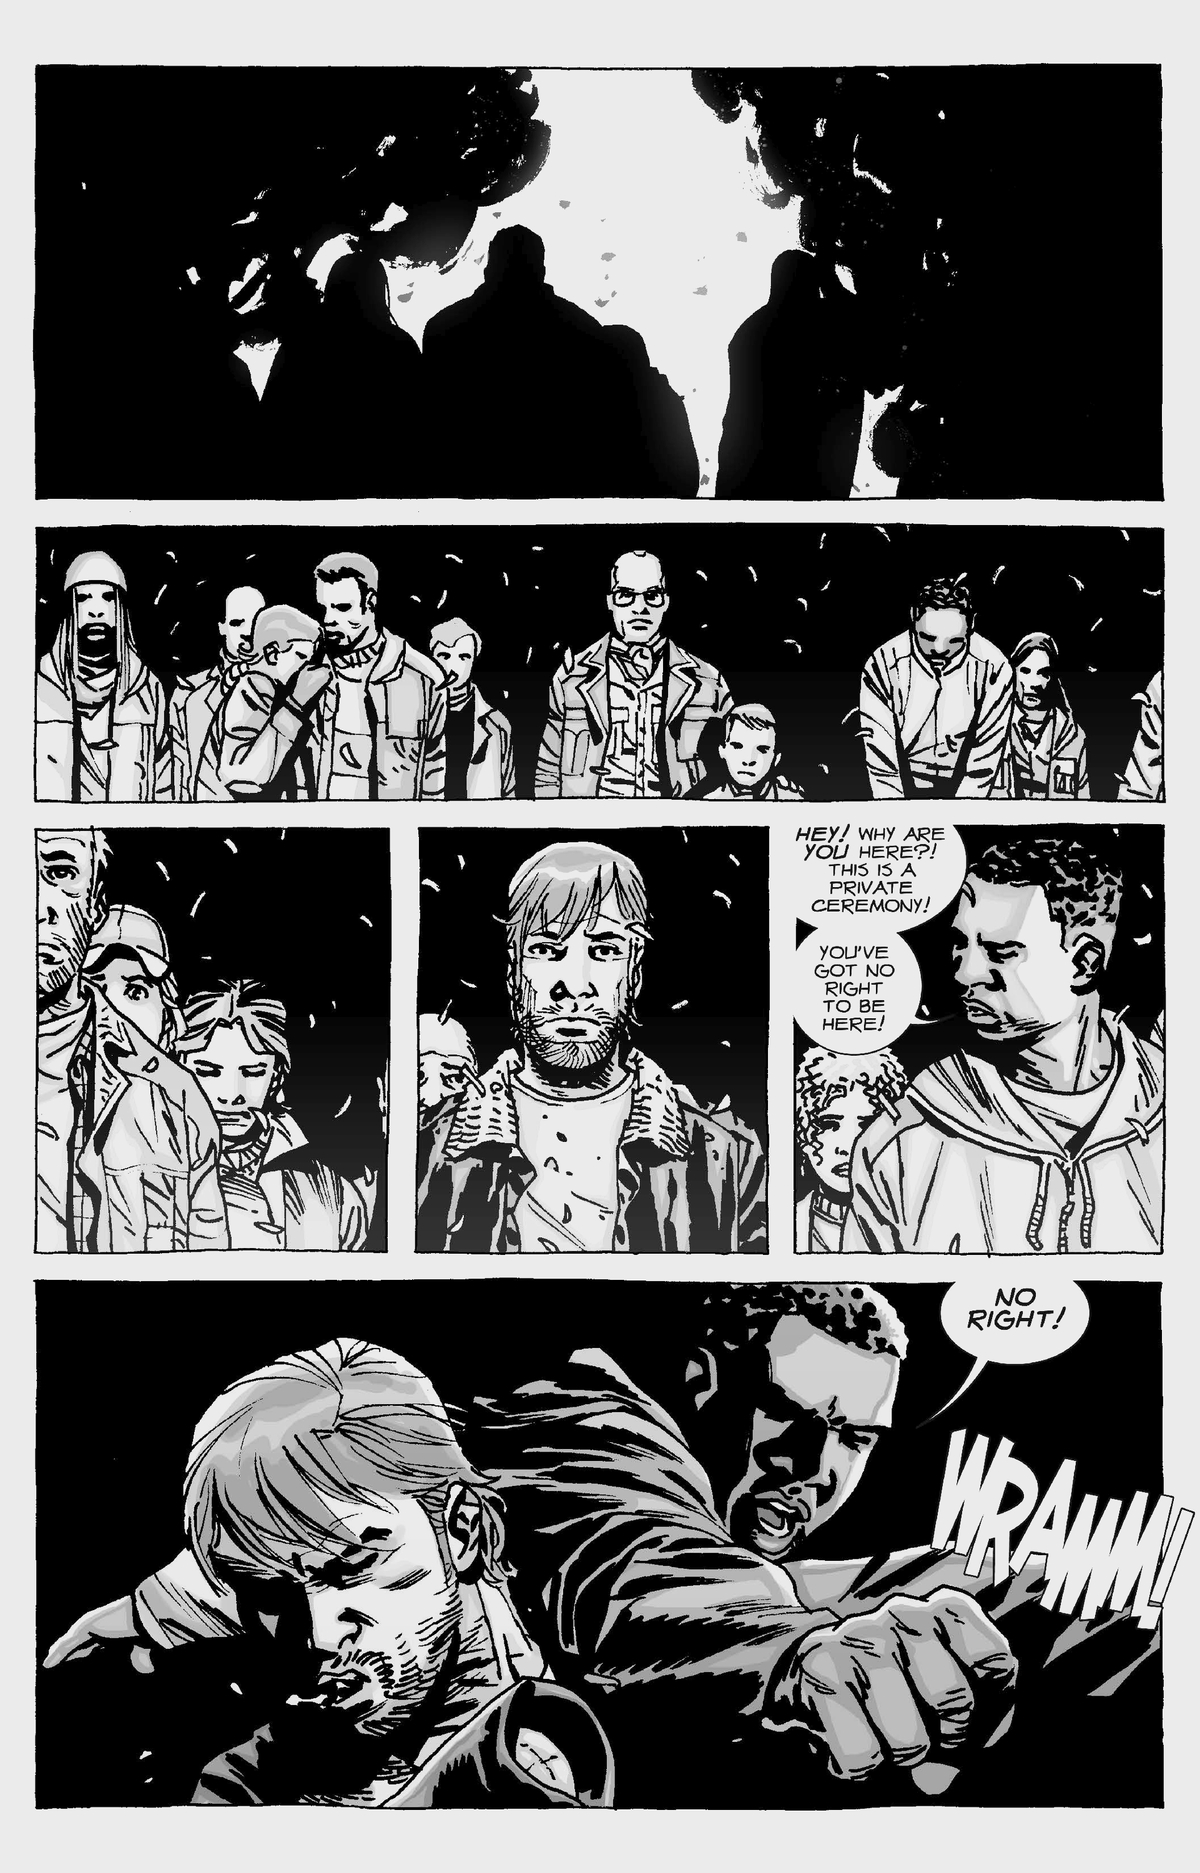 HEY! WHY ARE
YOU HERE?!
THIS IS A
PRIVATE
CEREMONY!
YOU'VE
GOT NO
RIGHT
TO BE
HERE!
NO
RIGHT!
WRAMM!